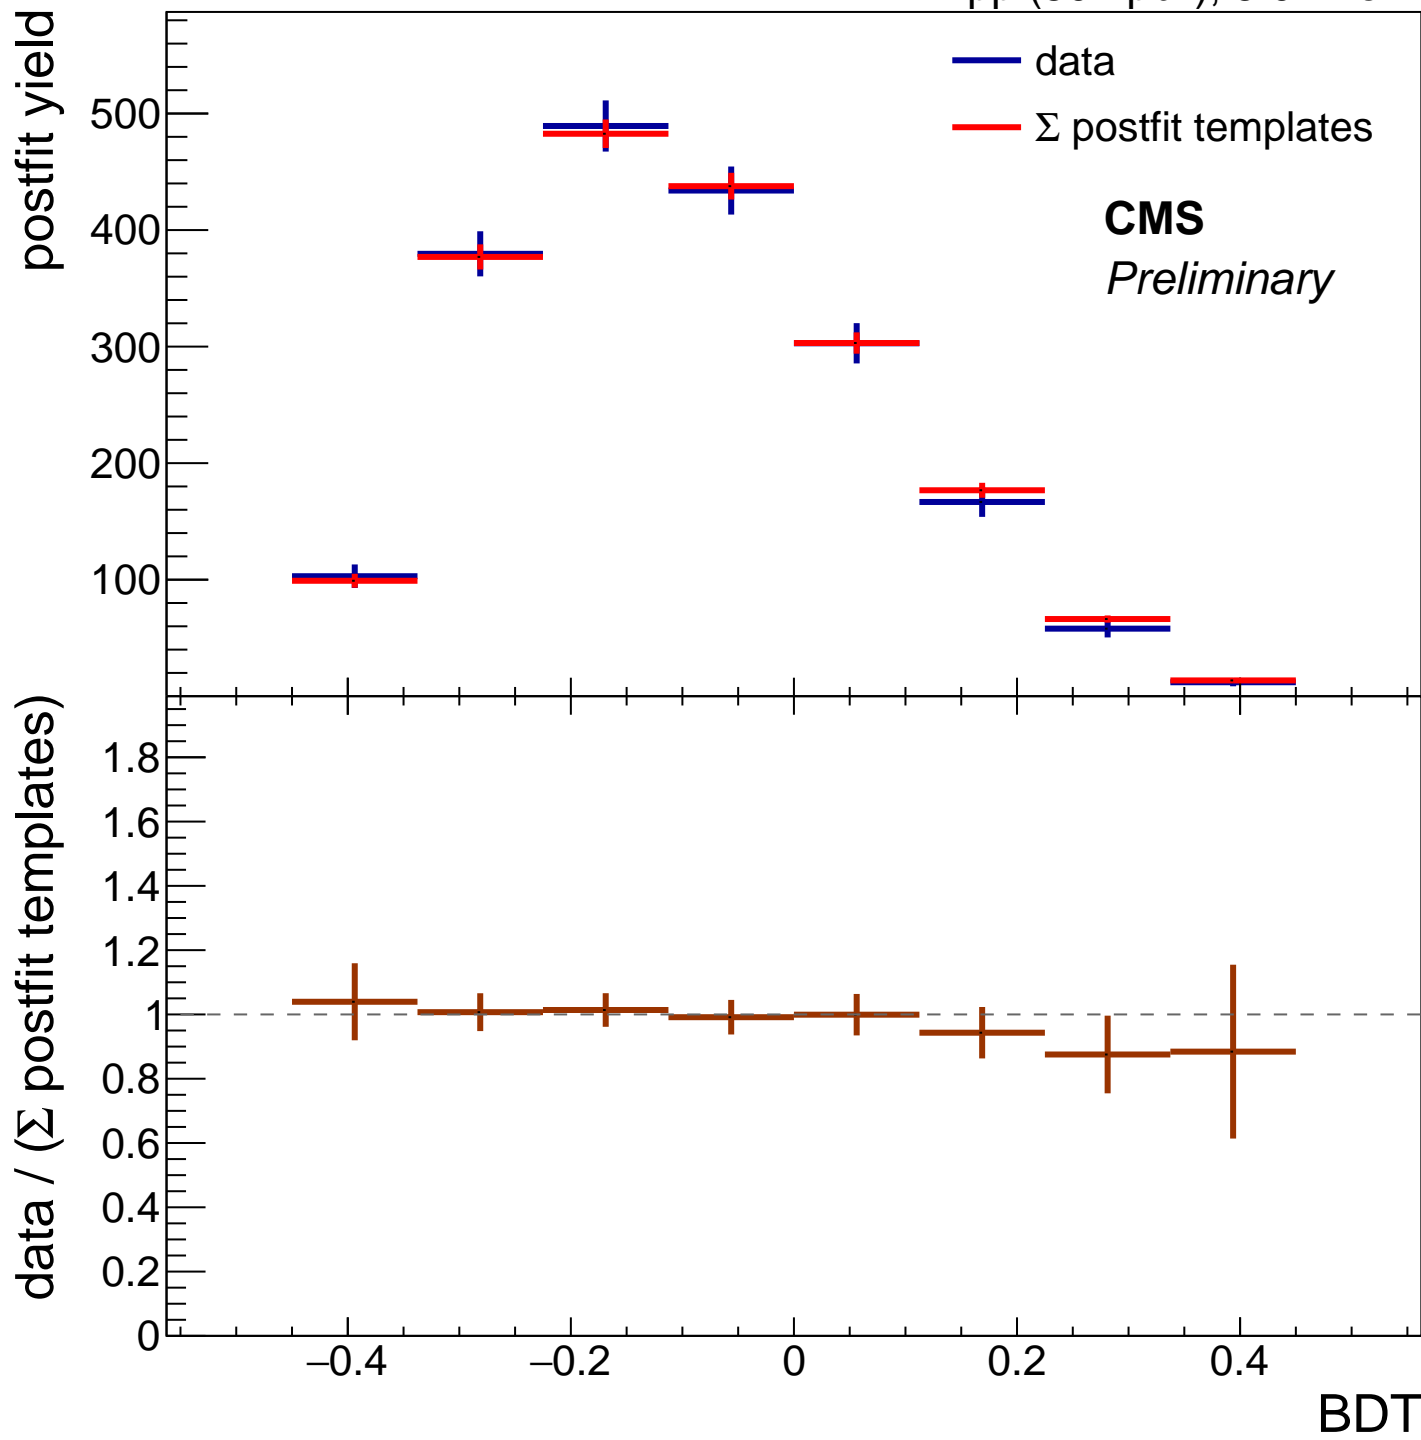 postfit yield
data
Σ postfit templates
CMS
Preliminary
500
400
300
200
100
data / (Σ postfit templates)
1.8
1.6
1.4
1.2
1
0.8
0.6
0.4
0.2
0
−0.4 −0.2 0 0.2 0.4
BDT